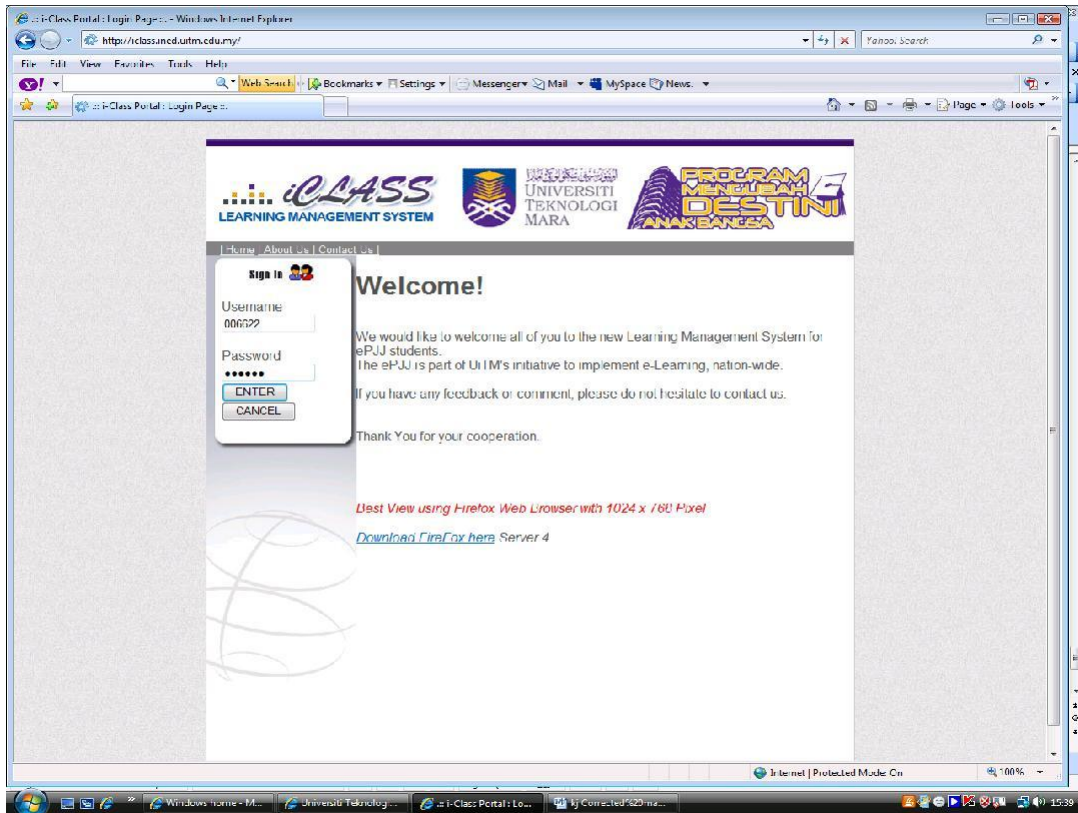 .:: i-Class Portal : Login Page ::. - Windows Internet Explorer
http://iclass.ined.uitm.edu.my/
Yahoo! Search
File Edit View Favorites Tools Help
Web Search Bookmarks Settings Messenger Mail MySpace News
.:: i-Class Portal : Login Page ::.
Page Tools
iCLASS
LEARNING MANAGEMENT SYSTEM
UNIVERSITI
TEKNOLOGI
MARA
PROGRAM
MENGUBAH
DESTINI
ANAK BANGSA
| Home | About Us | Contact Us |
Sign In
Username
006622
Password
••••••
ENTER
CANCEL
Welcome!
We would like to welcome all of you to the new Learning Management System for
ePJJ students.
The ePJJ is part of UiTM's initiative to implement e-Learning, nation-wide.
If you have any feedback or comment, please do not hesitate to contact us.
Thank You for your cooperation.
Best View using Firefox Web Browser with 1024 x 768 Pixel
Download FireFox here Server 4
Internet | Protected Mode: On
100%
Windows home - M...
Universiti Teknolog...
.:: i-Class Portal : Lo...
kj Corrected%20ma...
15:39